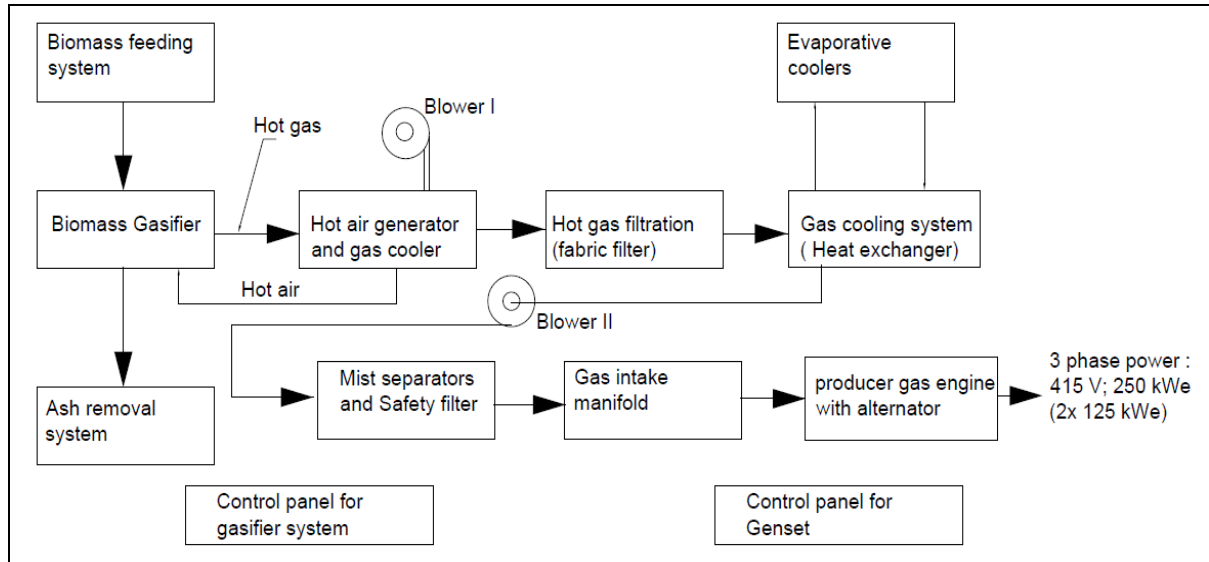 Biomass feeding
system
Evaporative
coolers
Blower I
Hot gas
Biomass Gasifier
Hot air generator
and gas cooler
Hot gas filtration
(fabric filter)
Gas cooling system
( Heat exchanger)
Hot air
Blower II
Ash removal
system
Mist separators
and Safety filter
Gas intake
manifold
producer gas engine
with alternator
3 phase power :
415 V; 250 kWe
(2x 125 kWe)
Control panel for
gasifier system
Control panel for
Genset